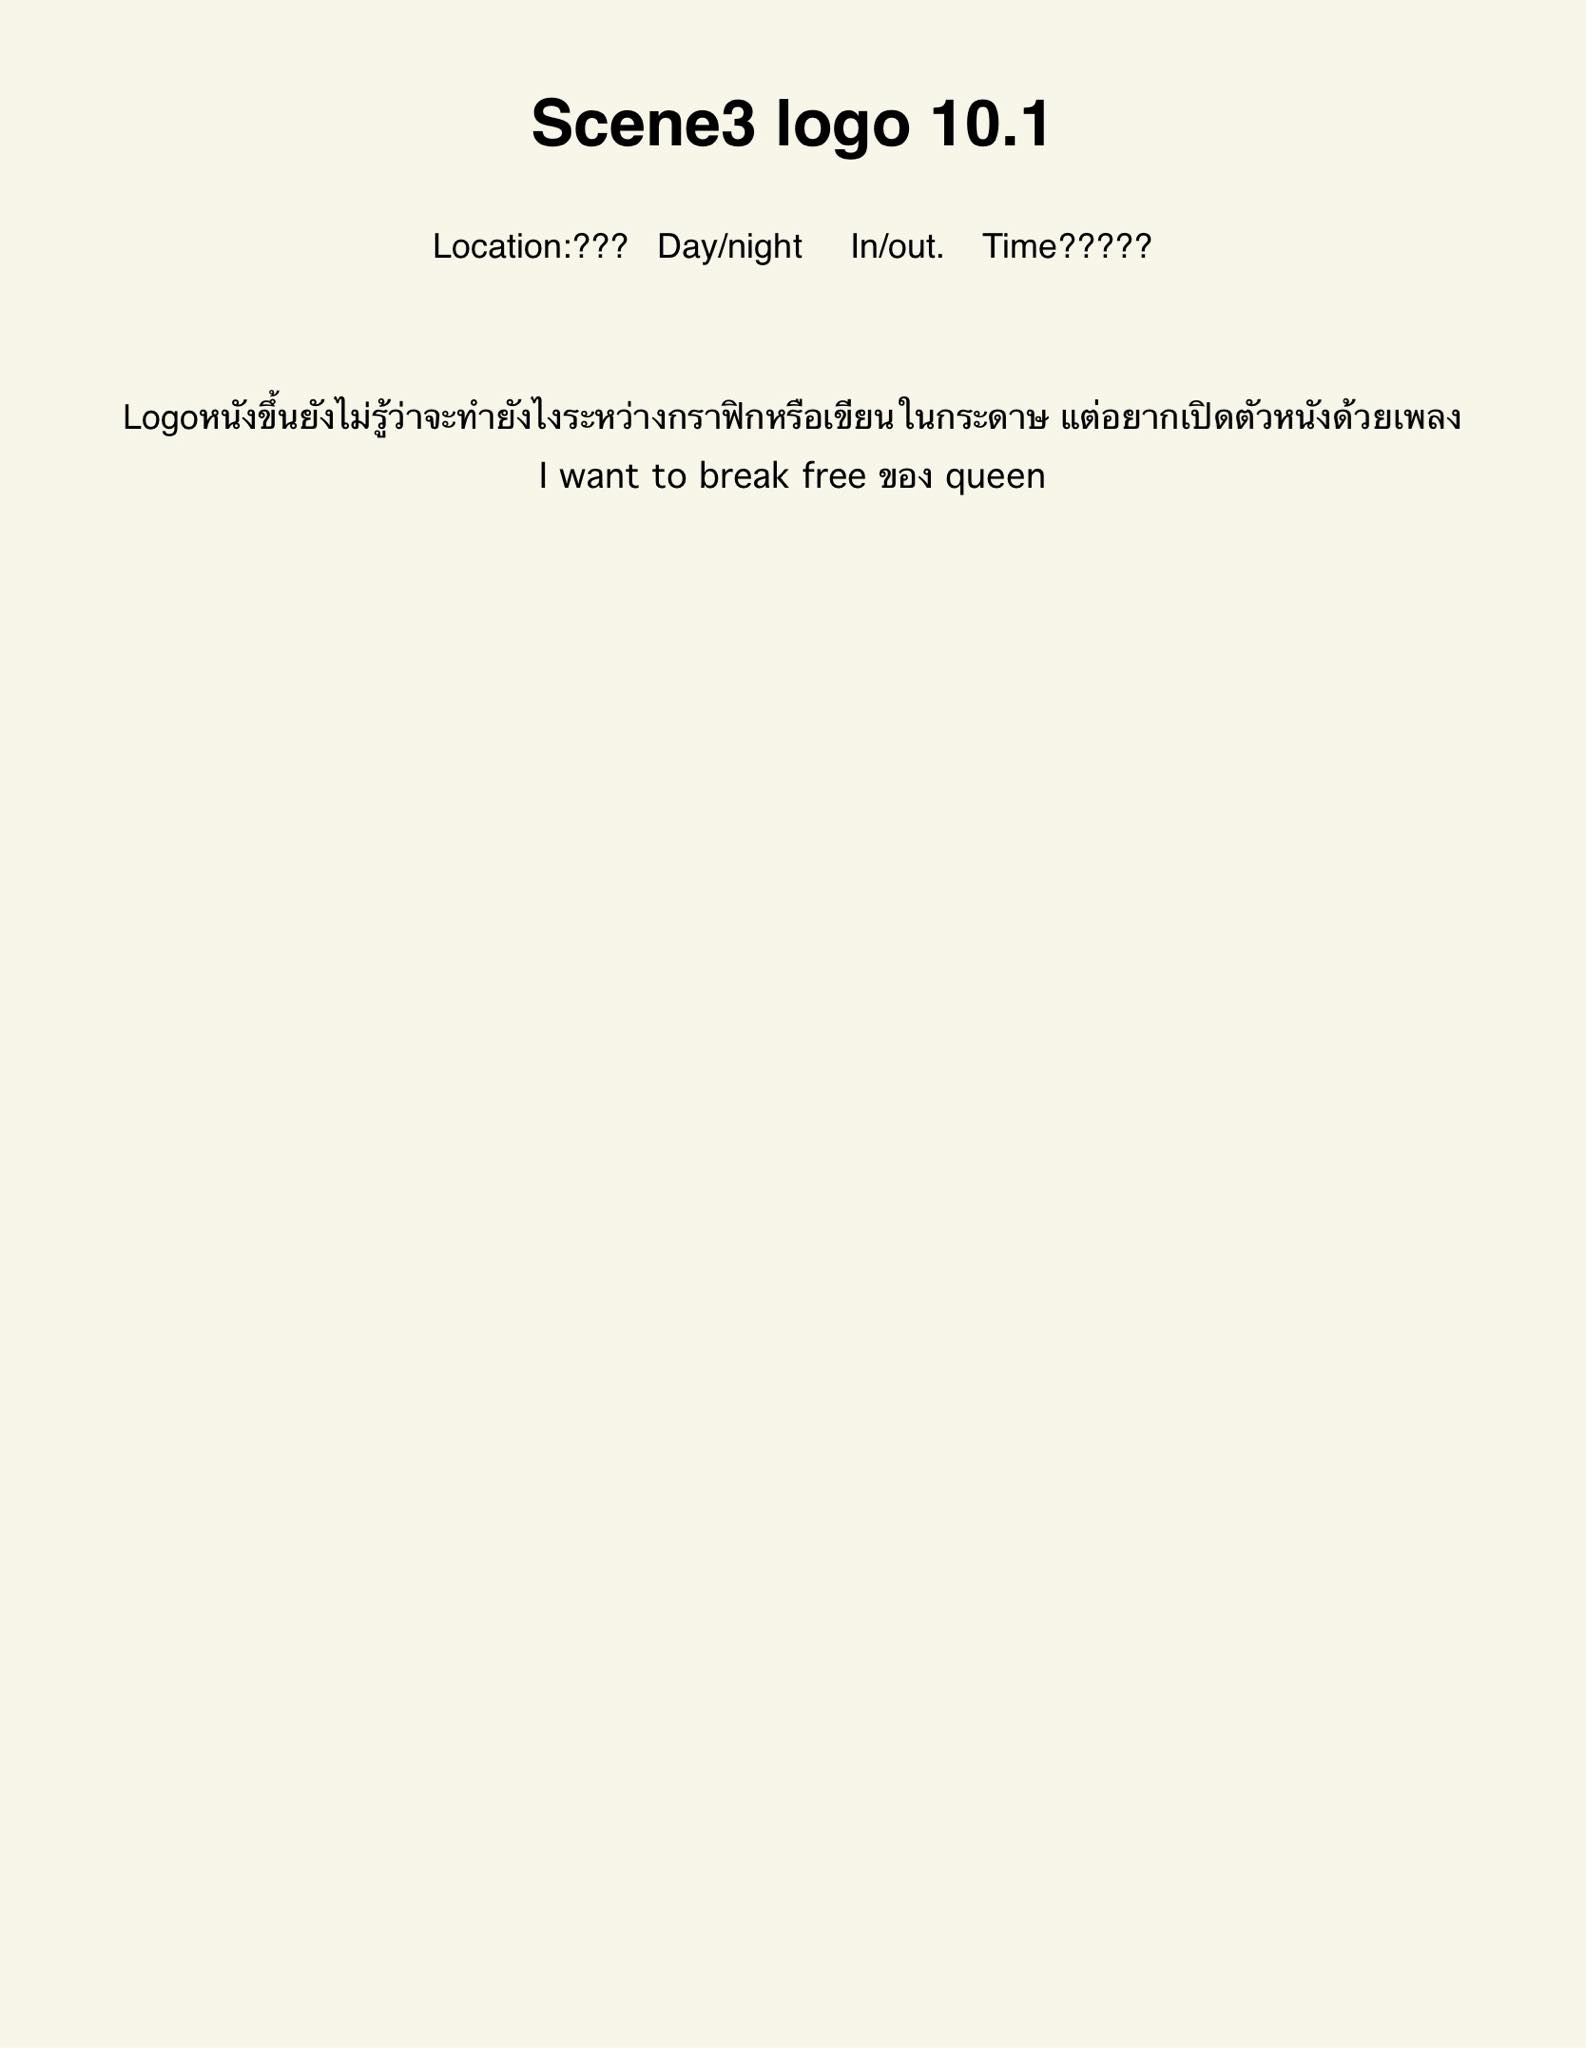 Scene3 logo 10.1
Location:??? Day/night In/out. Time?????
Logoหนังขึ้นยังไม่รู้ว่าจะทำยังไงระหว่างกราฟิกหรือเขียนในกระดาษ แต่อยากเปิดตัวหนังด้วยเพลง
I want to break free ของ queen